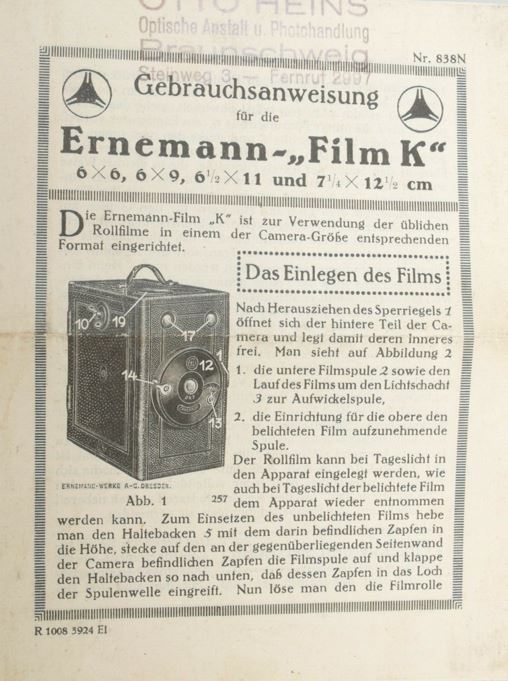 OTTO HEINS
Optische Anstalt u. Photohandlung
Braunschweig
Steinweg 3. — Fernruf 2997
Nr. 838N
Gebrauchsanweisung
für die
Ernemann-„Film K“
6×6, 6×9, 6½×11 und 7¼×12½ cm
Die Ernemann-Film „K“ ist zur Verwendung der üblichen
Rollfilme in einem der Camera-Größe entsprechenden
Format eingerichtet.
Das Einlegen des Films
10
19
17
1
12
14
13
ERNEMANN-WERKE A-G. DRESDEN.
Abb. 1
257
Nach Herausziehen des Sperriegels 1
öffnet sich der hintere Teil der Ca-
mera und legt damit deren Inneres
frei. Man sieht auf Abbildung 2
1. die untere Filmspule 2 sowie den
Lauf des Films um den Lichtschacht
3 zur Aufwickelspule,
2. die Einrichtung für die obere den
belichteten Film aufzunehmende
Spule.
Der Rollfilm kann bei Tageslicht in
den Apparat eingelegt werden, wie
auch bei Tageslicht der belichtete Film
dem Apparat wieder entnommen
werden kann. Zum Einsetzen des unbelichteten Films hebe
man den Haltebacken 5 mit dem darin befindlichen Zapfen in
die Höhe, stecke auf den an der gegenüberliegenden Seitenwand
der Camera befindlichen Zapfen die Filmspule auf und klappe
den Haltebacken so nach unten, daß dessen Zapfen in das Loch
der Spulenwelle eingreift. Nun löse man den die Filmrolle
R 1008 3924 EI